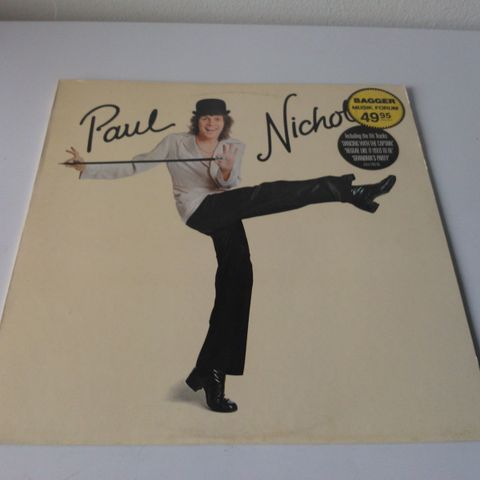 Paul Nichol
BAGGER
MUSIK, FORUM
49.95
Including the Hit Tracks
'DANCING WITH THE CAPTAIN'
'REGGAE LIKE IT USED TO BE'
'GRANDMA'S PARTY'